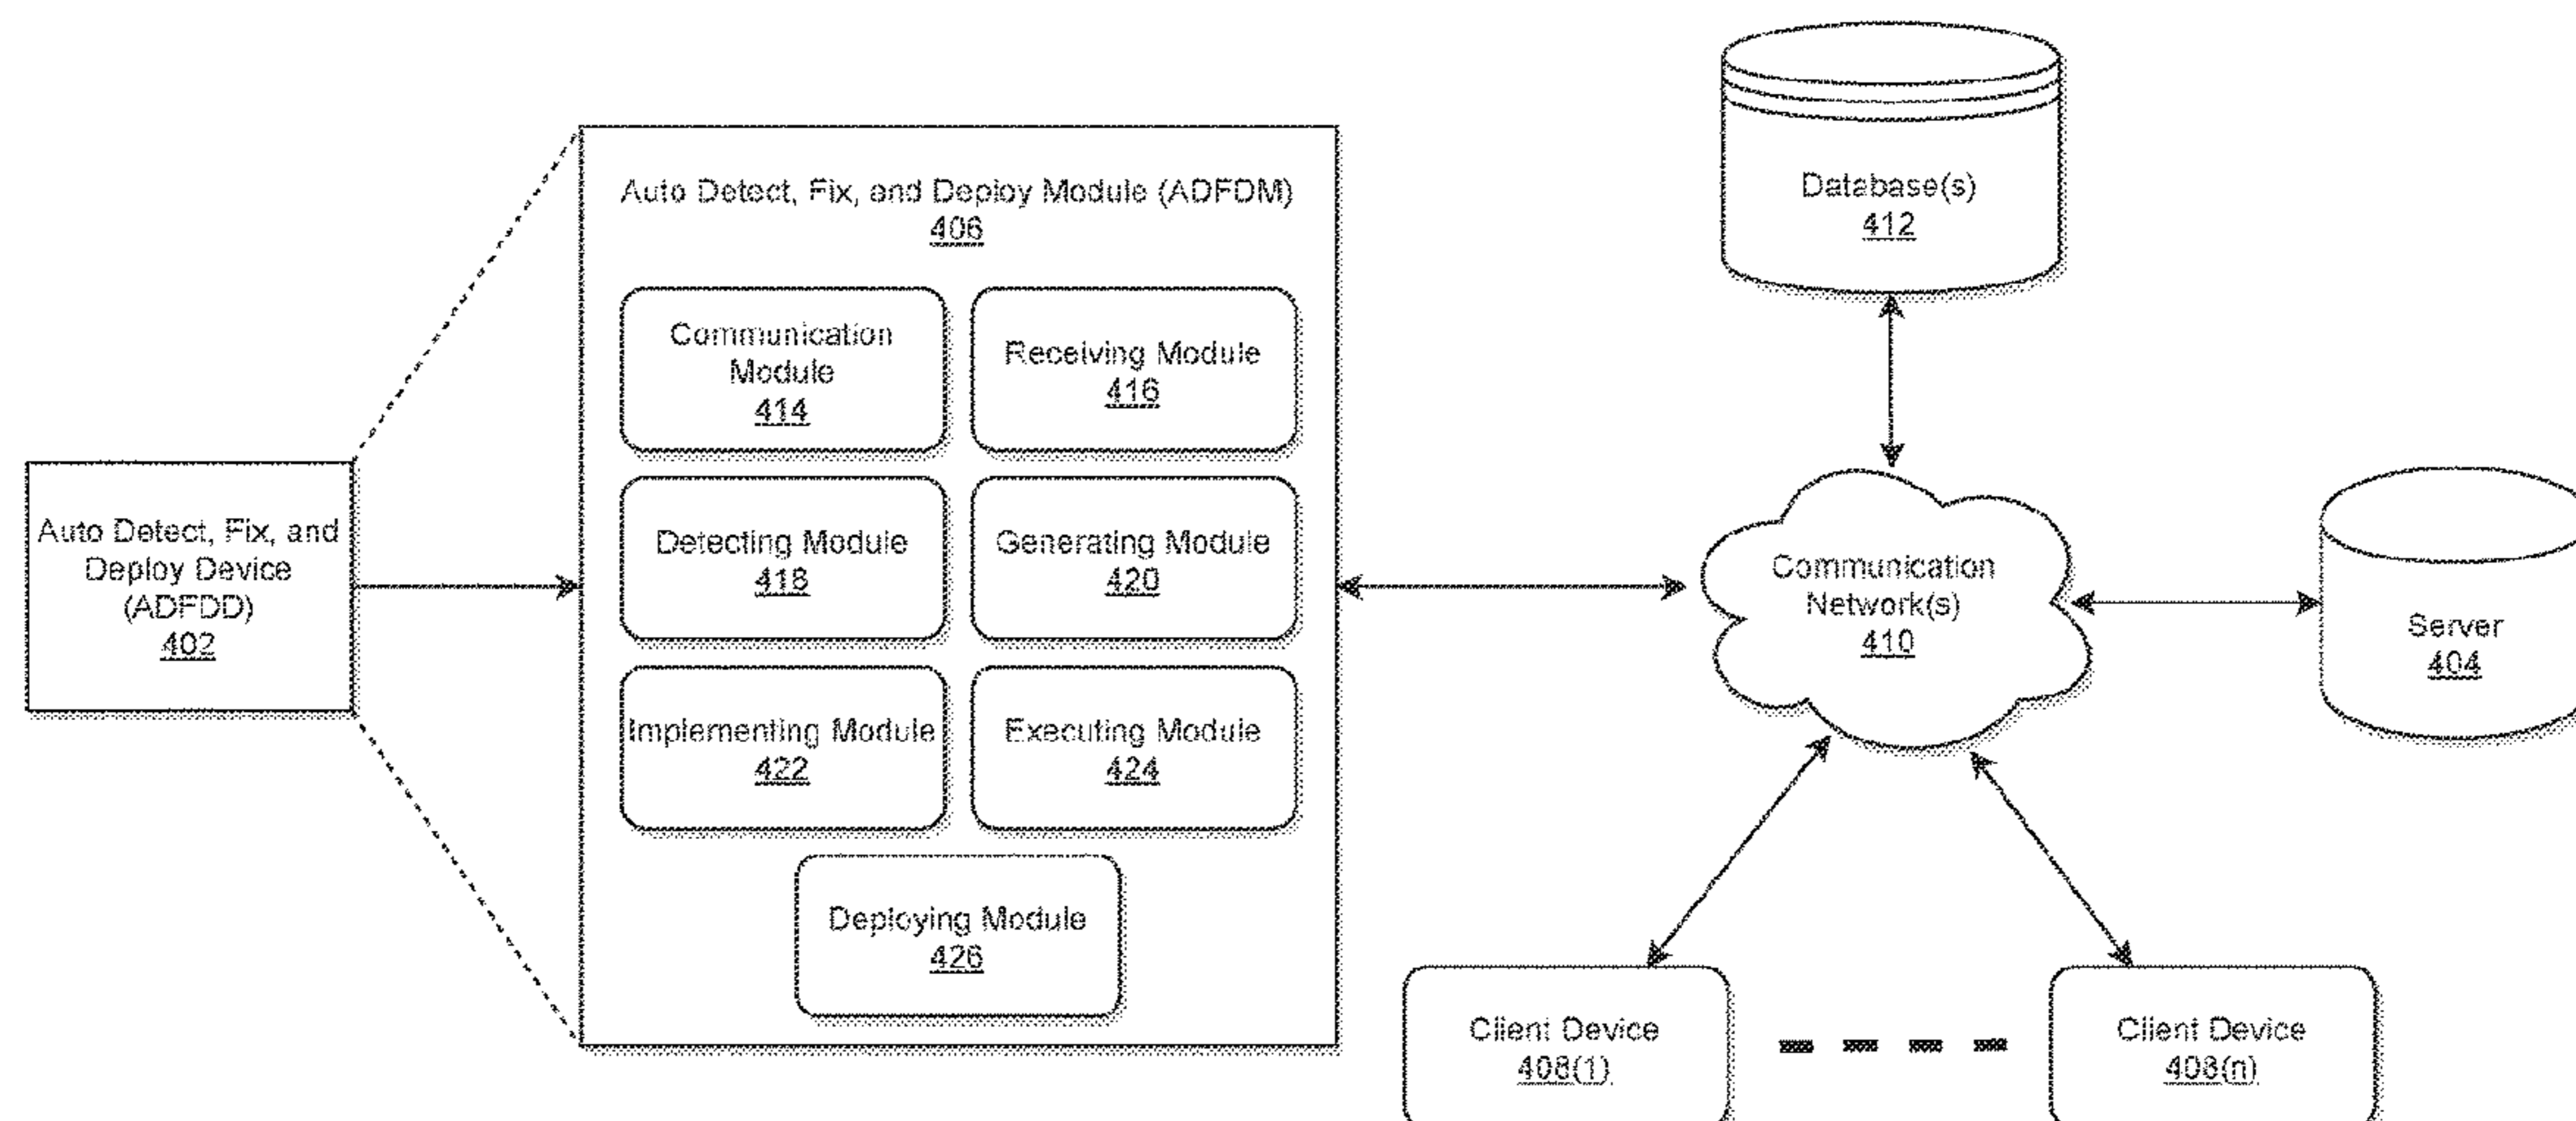 Auto Detect, Fix, and
Deploy Device
(ADFDD)
402
Auto Detect, Fix, and Deploy Module (ADFDM)
406
Communication
Module
414
Receiving Module
416
Detecting Module
418
Generating Module
420
Implementing Module
422
Executing Module
424
Deploying Module
426
Database(s)
412
Communication
Network(s)
410
Server
404
Client Device
408(1)
Client Device
408(n)